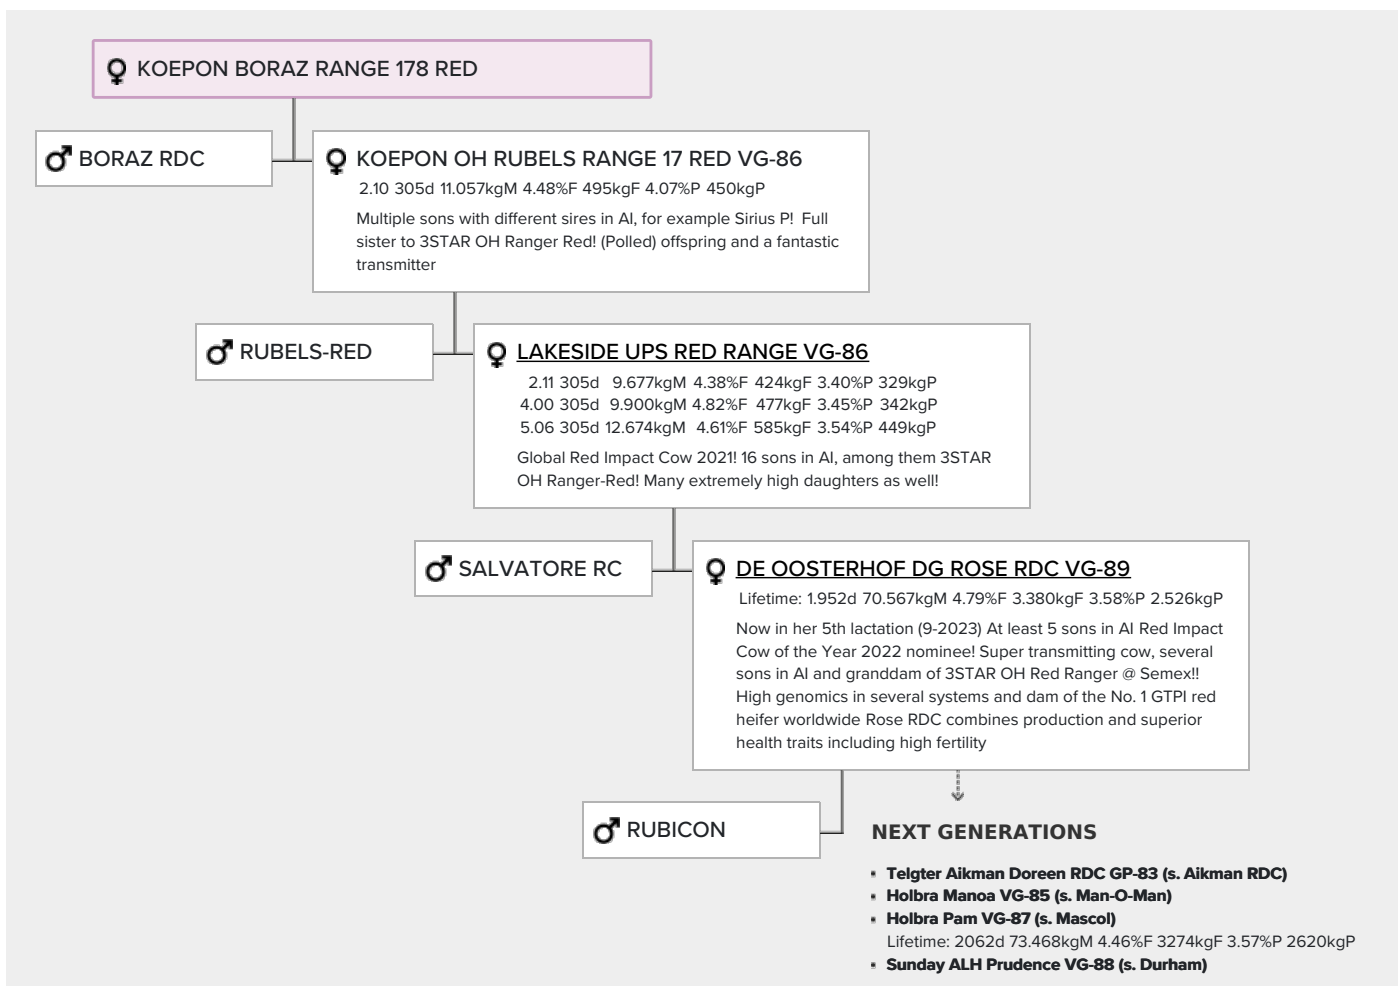 KOEPON BORAZ RANGE 178 RED
BORAZ RDC
KOEPON OH RUBELS RANGE 17 RED VG-86
2.10 305d 11.057kgM 4.48%F 495kgF 4.07%P 450kgP
Multiple sons with different sires in AI, for example Sirius P! Full
sister to 3STAR OH Ranger Red! (Polled) offspring and a fantastic
transmitter
RUBELS-RED
LAKESIDE UPS RED RANGE VG-86
2.11 305d 9.677kgM 4.38%F 424kgF 3.40%P 329kgP
4.00 305d 9.900kgM 4.82%F 477kgF 3.45%P 342kgP
5.06 305d 12.674kgM 4.61%F 585kgF 3.54%P 449kgP
Global Red Impact Cow 2021! 16 sons in AI, among them 3STAR
OH Ranger-Red! Many extremely high daughters as well!
SALVATORE RC
DE OOSTERHOF DG ROSE RDC VG-89
Lifetime: 1.952d 70.567kgM 4.79%F 3.380kgF 3.58%P 2.526kgP
Now in her 5th lactation (9-2023) At least 5 sons in AI Red Impact
Cow of the Year 2022 nominee! Super transmitting cow, several
sons in AI and granddam of 3STAR OH Red Ranger @ Semex!!
High genomics in several systems and dam of the No. 1 GTPI red
heifer worldwide Rose RDC combines production and superior
health traits including high fertility
RUBICON
NEXT GENERATIONS
Telgter Aikman Doreen RDC GP-83 (s. Aikman RDC)
Holbra Manoa VG-85 (s. Man-O-Man)
Holbra Pam VG-87 (s. Mascol)
Lifetime: 2062d 73.468kgM 4.46%F 3274kgF 3.57%P 2620kgP
Sunday ALH Prudence VG-88 (s. Durham)